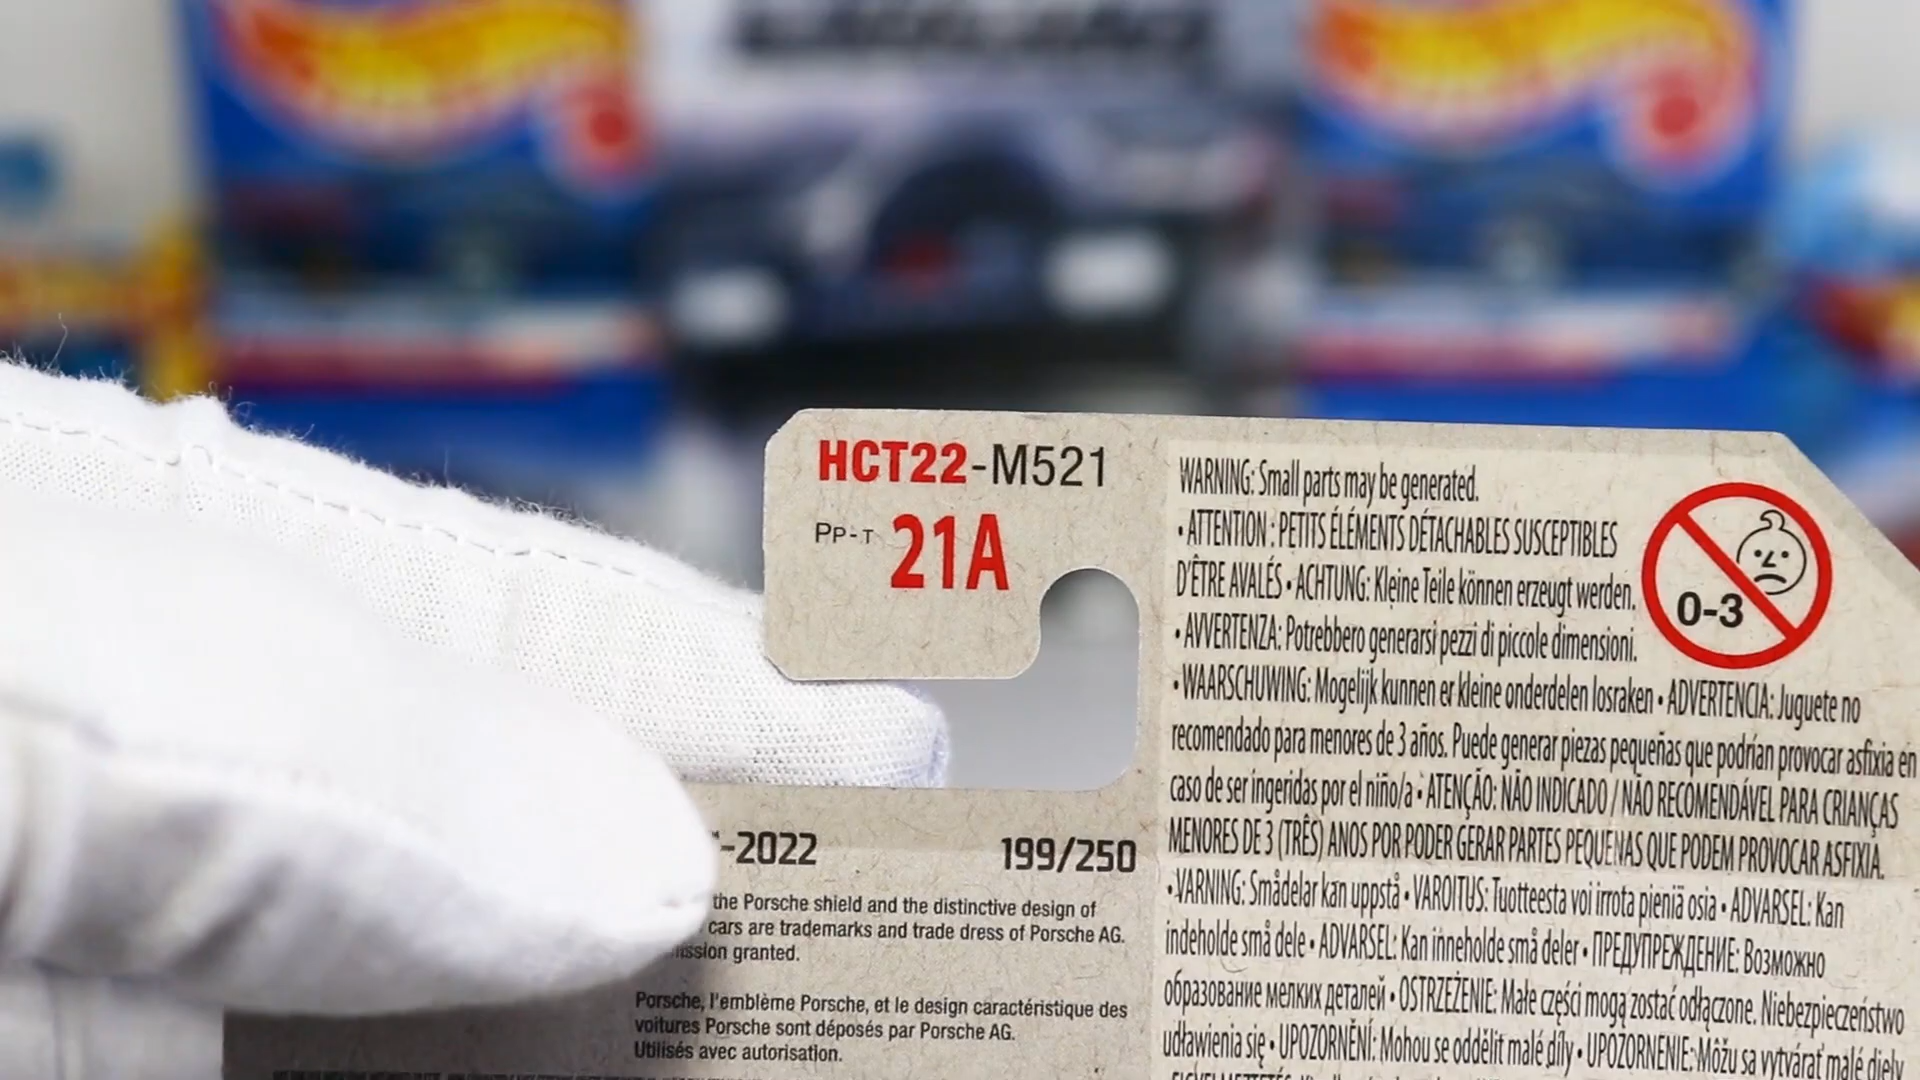 HCT22-M521
PP-T 21A
-2022 199/250
the Porsche shield and the distinctive design of
cars are trademarks and trade dress of Porsche AG.
granted.
Porsche, l'emblème Porsche, et le design caractéristique des
voitures Porsche sont déposés par Porsche AG.
Utilisés avec autorisation.
WARNING: Small parts may be generated.
• ATTENTION : PETITS ÉLÉMENTS DÉTACHABLES SUSCEPTIBLES
D'ÊTRE AVALÉS • ACHTUNG: Kleine Teile können erzeugt werden.
• AVVERTENZA: Potrebbero generarsi pezzi di piccole dimensioni.
• WAARSCHUWING: Mogelijk kunnen er kleine onderdelen losraken • ADVERTENCIA: Juguete no
recomendado para menores de 3 años. Puede generar piezas pequeñas que podrían provocar asfixia en
caso de ser ingeridas por el niño/a • ATENÇÃO: NÃO INDICADO / NÃO RECOMENDÁVEL PARA CRIANÇAS
MENORES DE 3 (TRÊS) ANOS POR PODER GERAR PARTES PEQUENAS QUE PODEM PROVOCAR ASFIXIA.
• VARNING: Smådelar kan uppstå • VAROITUS: Tuotteesta voi irrota pieniä osia • ADVARSEL: Kan
indeholde små dele • ADVARSEL: Kan inneholde små deler • ПРЕДУПРЕЖДЕНИЕ: Возможно
образование мелких деталей • OSTRZEŻENIE: Małe części mogą zostać odłączone. Niebezpieczeństwo
udławienia się • UPOZORNĚNÍ: Mohou se oddělit malé díly • UPOZORNENIE: Môžu sa vytvárať malé diely
0-3